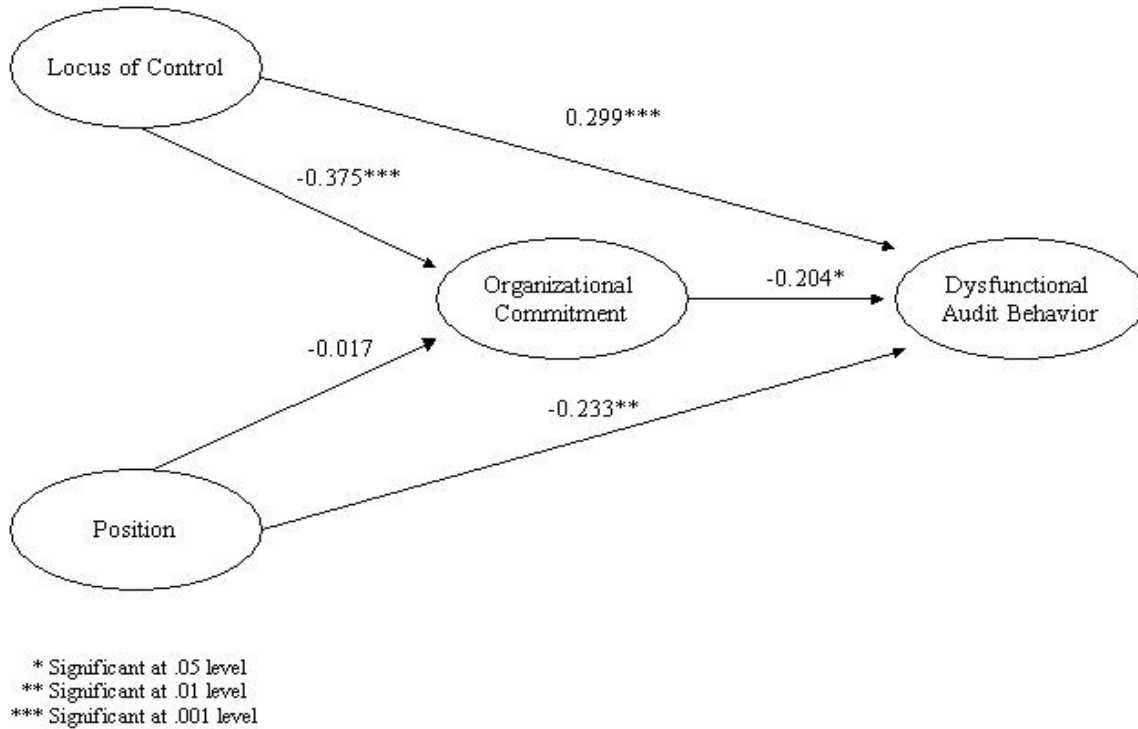 Locus of Control
0.299***
-0.375***
Organizational
Commitment
-0.204*
Dysfunctional
Audit Behavior
-0.017
-0.233**
Position
* Significant at .05 level
** Significant at .01 level
*** Significant at .001 level